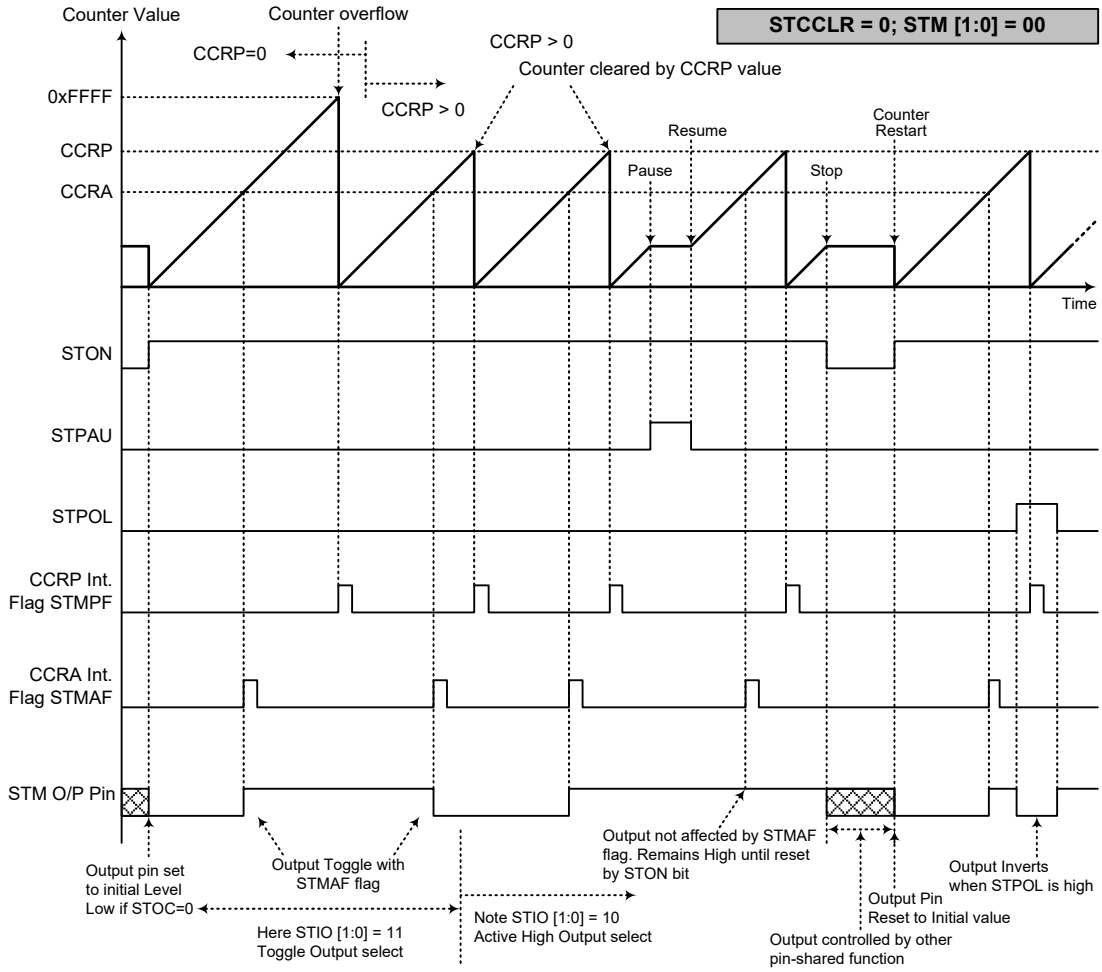 Counter Value
Counter overflow
STCCLR = 0; STM [1:0] = 00
CCRP=0
CCRP > 0
CCRP > 0
Counter cleared by CCRP value
0xFFFF
CCRP
CCRA
Pause
Resume
Stop
Counter
Restart
Time
STON
STPAU
STPOL
CCRP Int.
Flag STMPF
CCRA Int.
Flag STMAF
STM O/P Pin
Output pin set
to initial Level
Low if STOC=0
Output Toggle with
STMAF flag
Here STIO [1:0] = 11
Toggle Output select
Note STIO [1:0] = 10
Active High Output select
Output not affected by STMAF
flag. Remains High until reset
by STON bit
Output controlled by other
pin-shared function
Output Pin
Reset to Initial value
Output Inverts
when STPOL is high